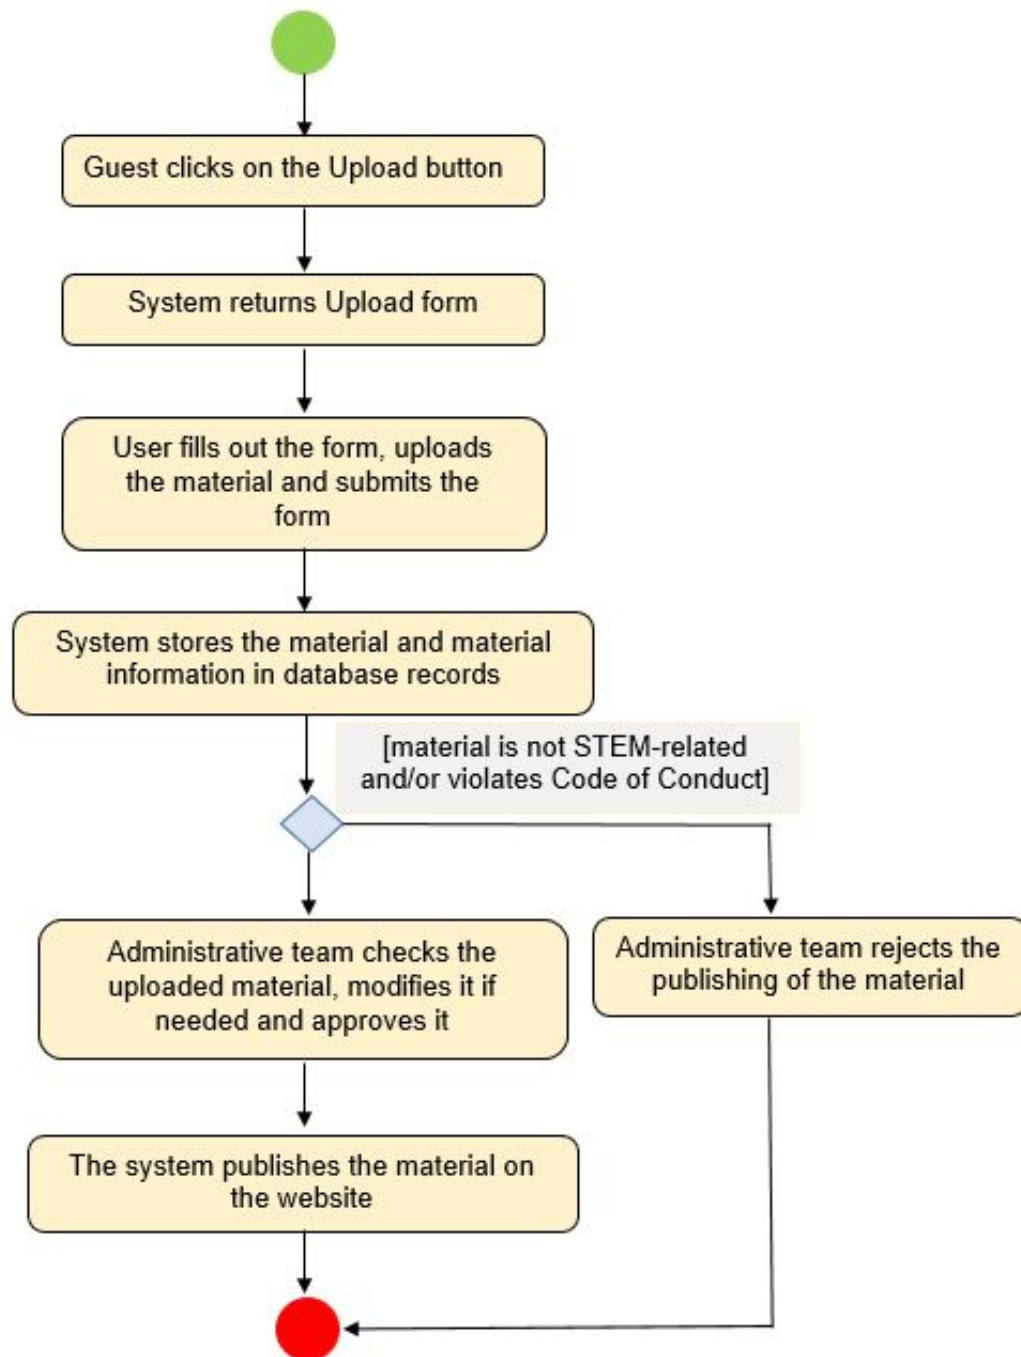 Guest clicks on the Upload button
System returns Upload form
User fills out the form, uploads
the material and submits the
form
System stores the material and material
information in database records
[material is not STEM-related
and/or violates Code of Conduct]
Administrative team checks the
uploaded material, modifies it if
needed and approves it
Administrative team rejects the
publishing of the material
The system publishes the material on
the website